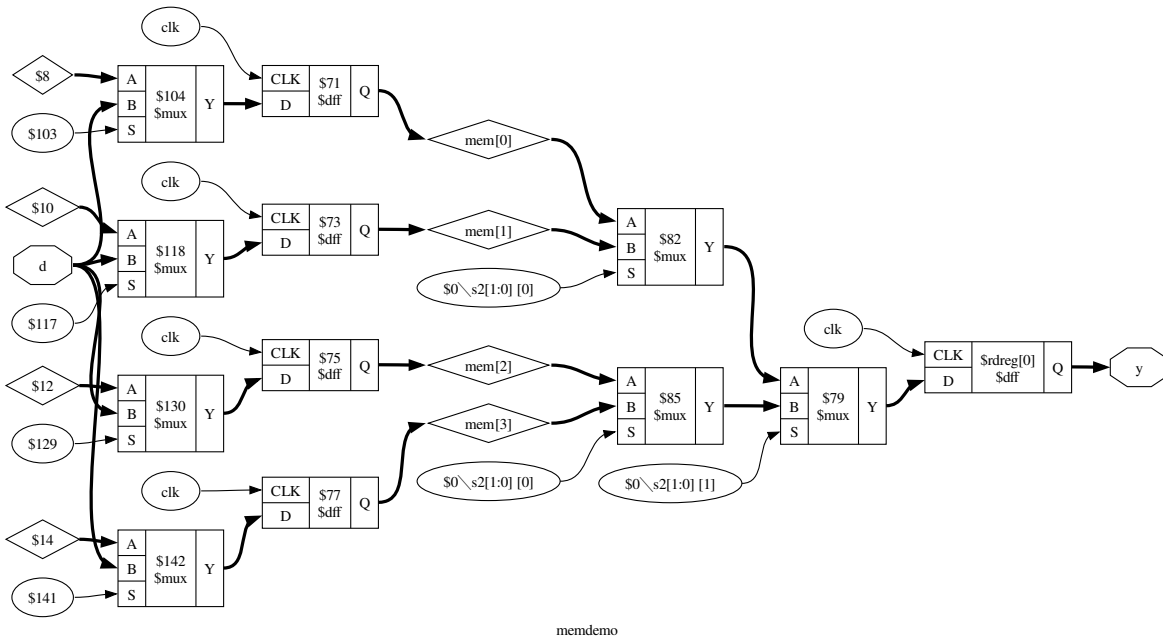 clk
$8
$103
A
B
S
$104
$mux
Y
CLK
D
$71
$dff
Q
mem[0]
clk
$10
d
$117
A
B
S
$118
$mux
Y
CLK
D
$73
$dff
Q
mem[1]
$0\s2[1:0] [0]
A
B
S
$82
$mux
Y
clk
$12
$129
A
B
S
$130
$mux
Y
CLK
D
$75
$dff
Q
mem[2]
mem[3]
$0\s2[1:0] [0]
A
B
S
$85
$mux
Y
$0\s2[1:0] [1]
A
B
S
$79
$mux
Y
clk
CLK
D
$rdreg[0]
$dff
Q
y
clk
$14
$141
A
B
S
$142
$mux
Y
CLK
D
$77
$dff
Q
memdemo